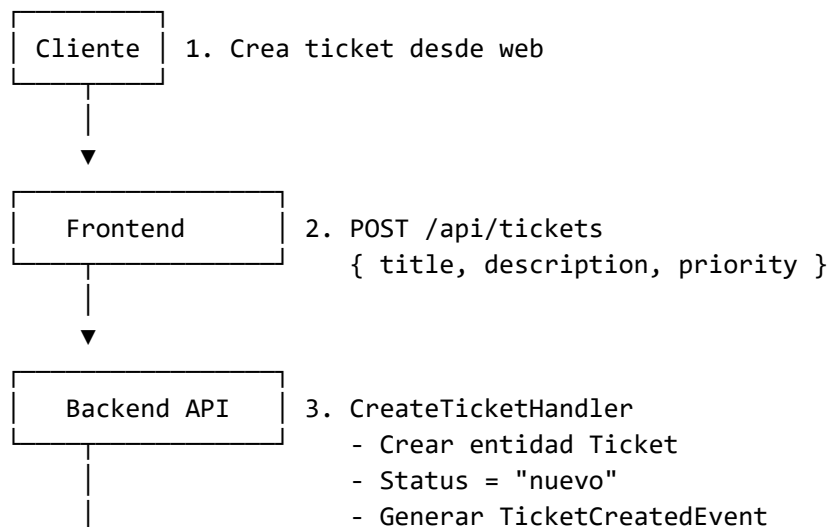 Cliente 1. Crea ticket desde web
Frontend 2. POST /api/tickets
{ title, description, priority }
Backend API 3. CreateTicketHandler
- Crear entidad Ticket
- Status = "nuevo"
- Generar TicketCreatedEvent